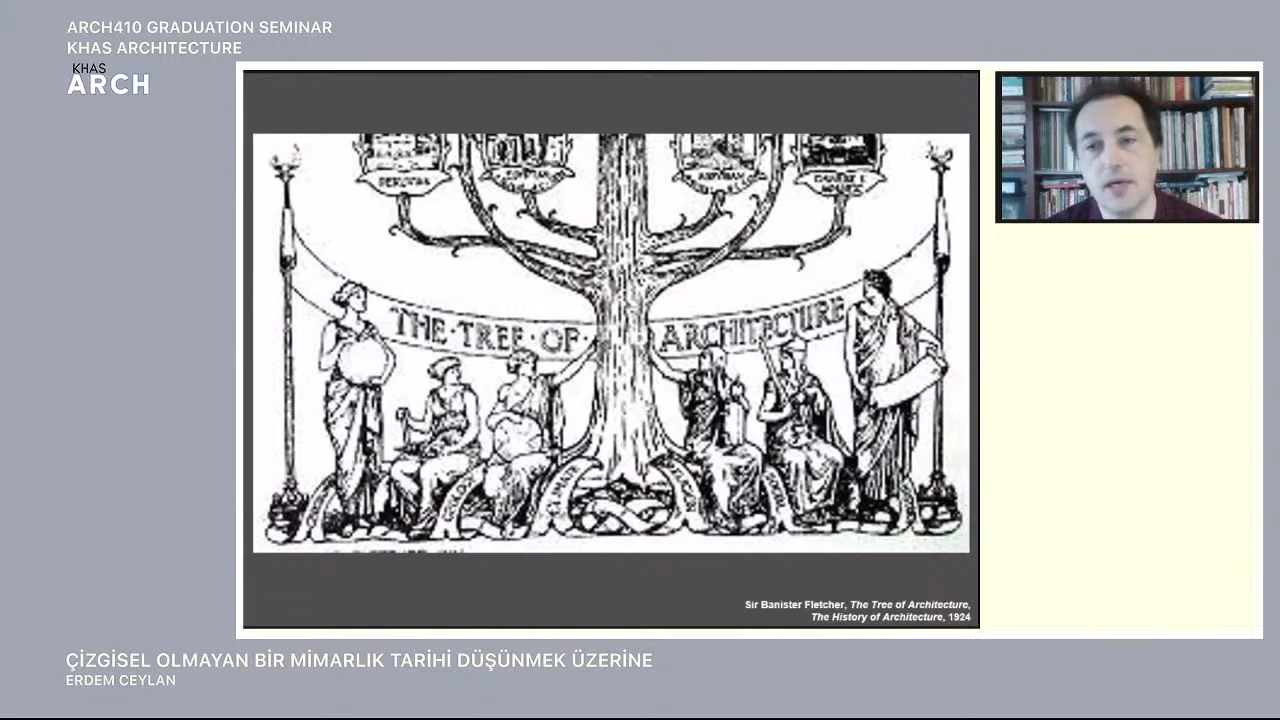 ARCH410 GRADUATION SEMINAR
KHAS ARCHITECTURE
KHAS
ARCH
PERUVIAN
THE·TREE·OF·
ARCHITECTURE
Sir Banister Fletcher, The Tree of Architecture,
The History of Architecture, 1924
ÇİZGİSEL OLMAYAN BİR MİMARLIK TARİHİ DÜŞÜNMEK ÜZERİNE
ERDEM CEYLAN